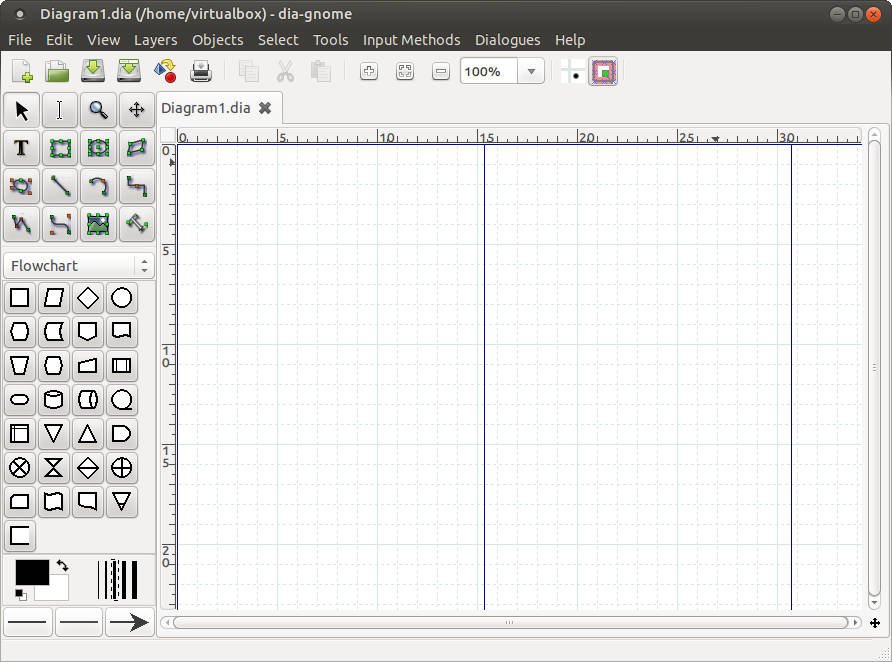 Diagram1.dia (/home/virtualbox) - dia-gnome
File Edit View Layers Objects Select Tools Input Methods Dialogues Help
100%
Diagram1.dia
T
0 5 10 15 20 25 30
0
5
10
15
20
Flowchart